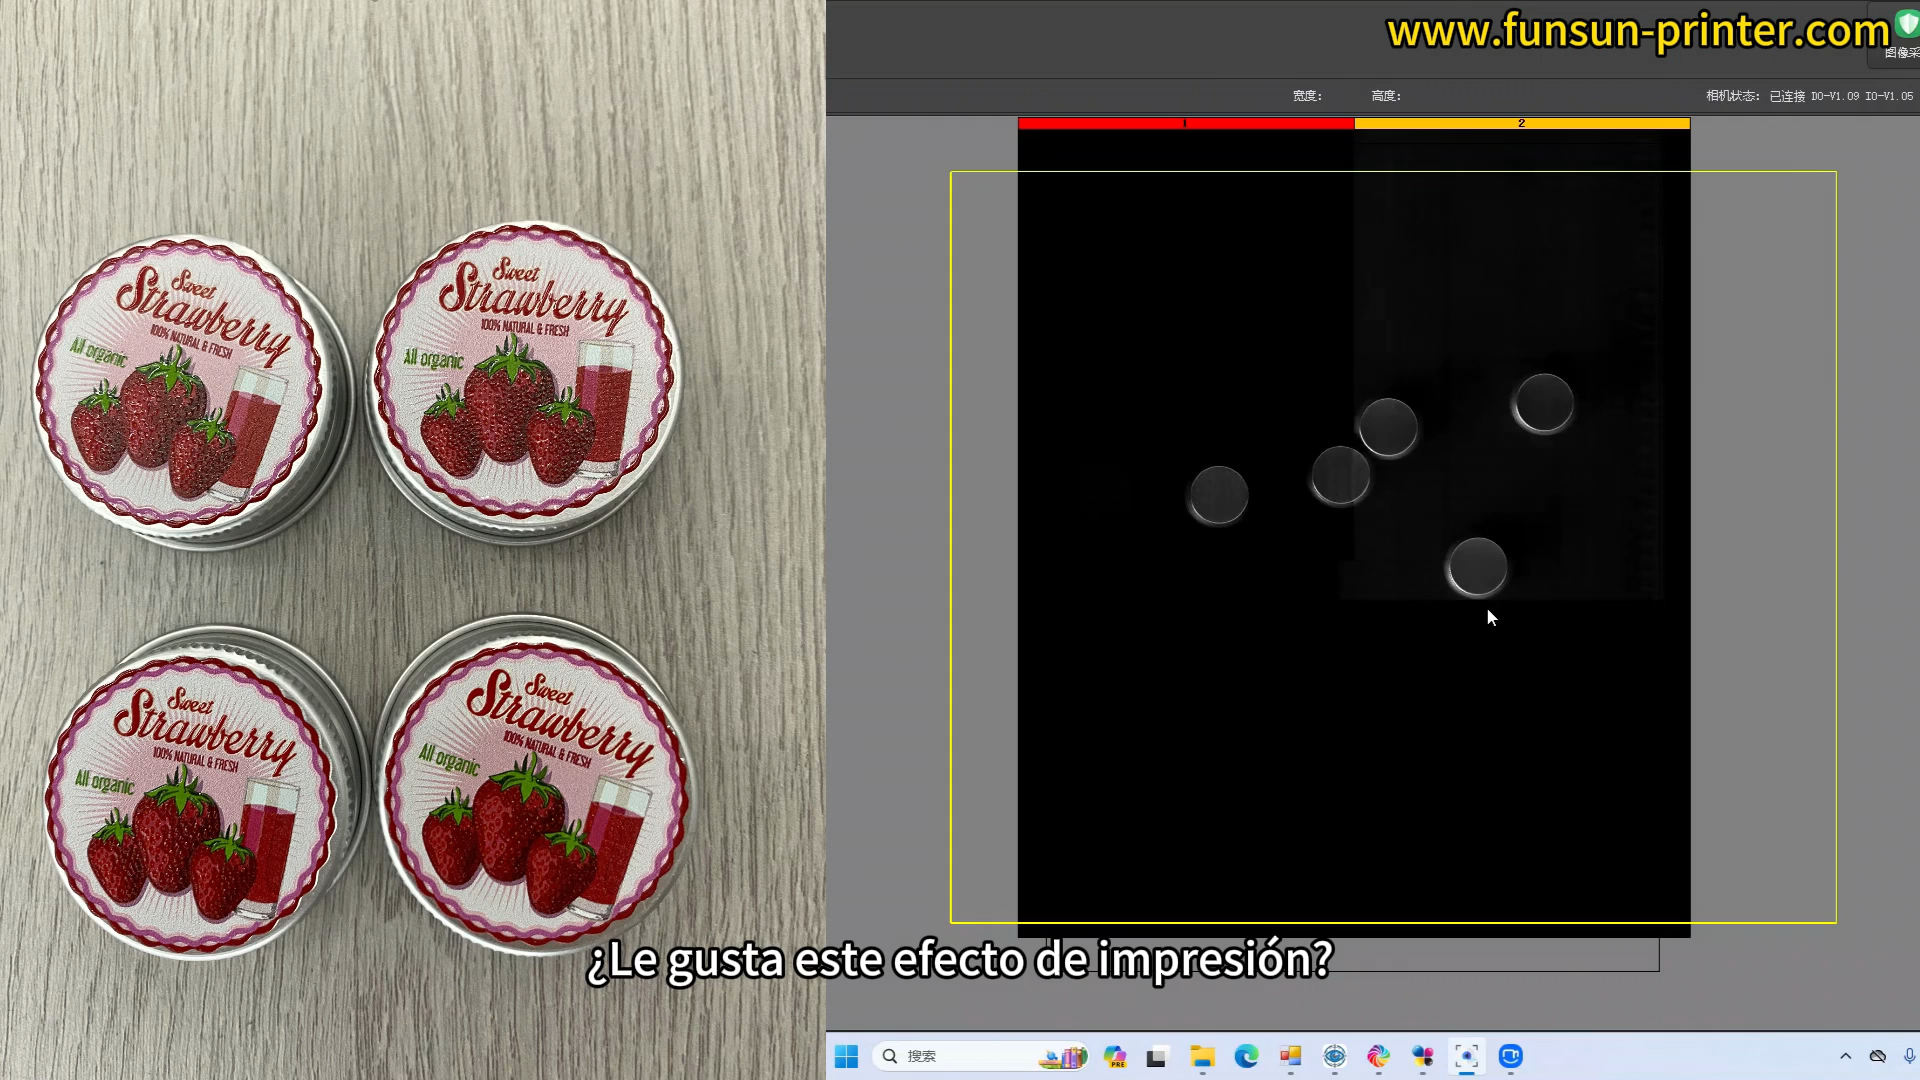 www.funsun-printer.com
图像采
宽度:
高度:
相机状态: 已连接 DO-V1.09 IO-V1.05
1
2
Sweet
Strawberry
100% NATURAL & FRESH
All organic
Sweet
Strawberry
100% NATURAL & FRESH
All organic
Sweet
Strawberry
100% NATURAL & FRESH
All organic
Sweet
Strawberry
100% NATURAL & FRESH
All organic
¿Le gusta este efecto de impresión?
搜索
PRE